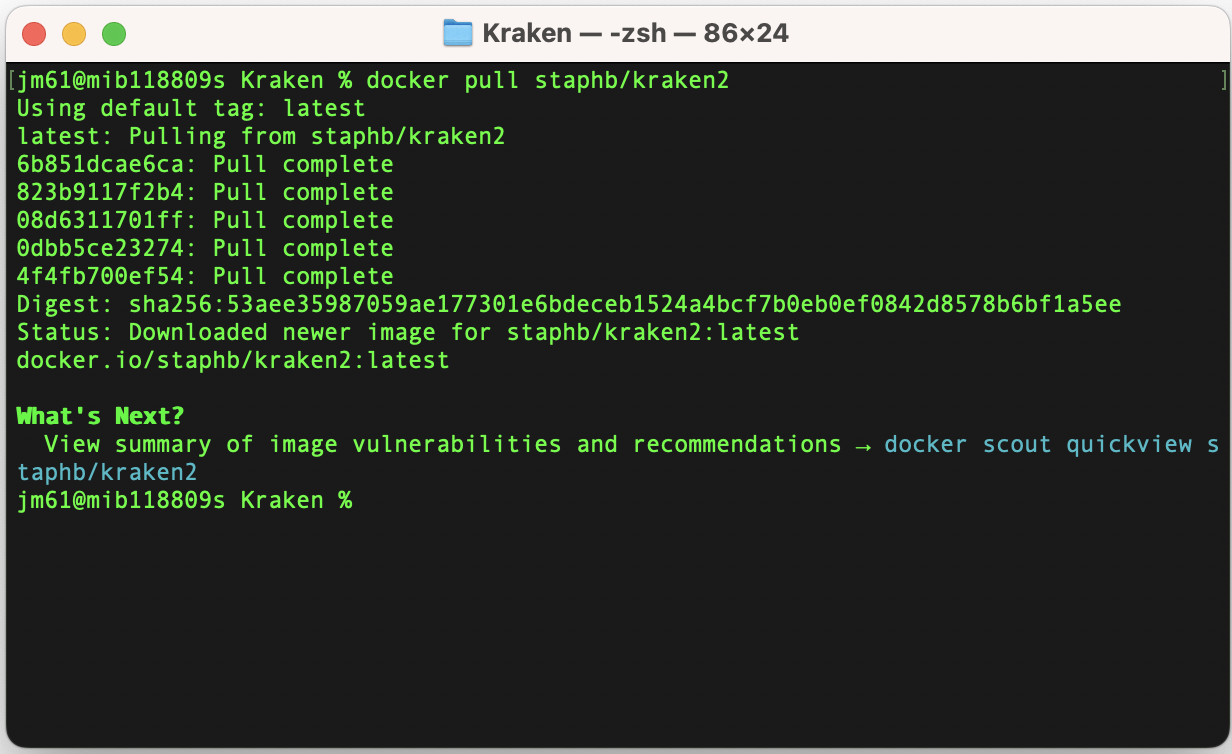 Kraken — -zsh — 86×24
[jm61@mib118809s Kraken % docker pull staphb/kraken2 ]
Using default tag: latest
latest: Pulling from staphb/kraken2
6b851dcae6ca: Pull complete
823b9117f2b4: Pull complete
08d6311701ff: Pull complete
0dbb5ce23274: Pull complete
4f4fb700ef54: Pull complete
Digest: sha256:53aee35987059ae177301e6bdeceb1524a4bcf7b0eb0ef0842d8578b6bf1a5ee
Status: Downloaded newer image for staphb/kraken2:latest
docker.io/staphb/kraken2:latest
What's Next?
View summary of image vulnerabilities and recommendations → docker scout quickview s
taphb/kraken2
jm61@mib118809s Kraken %